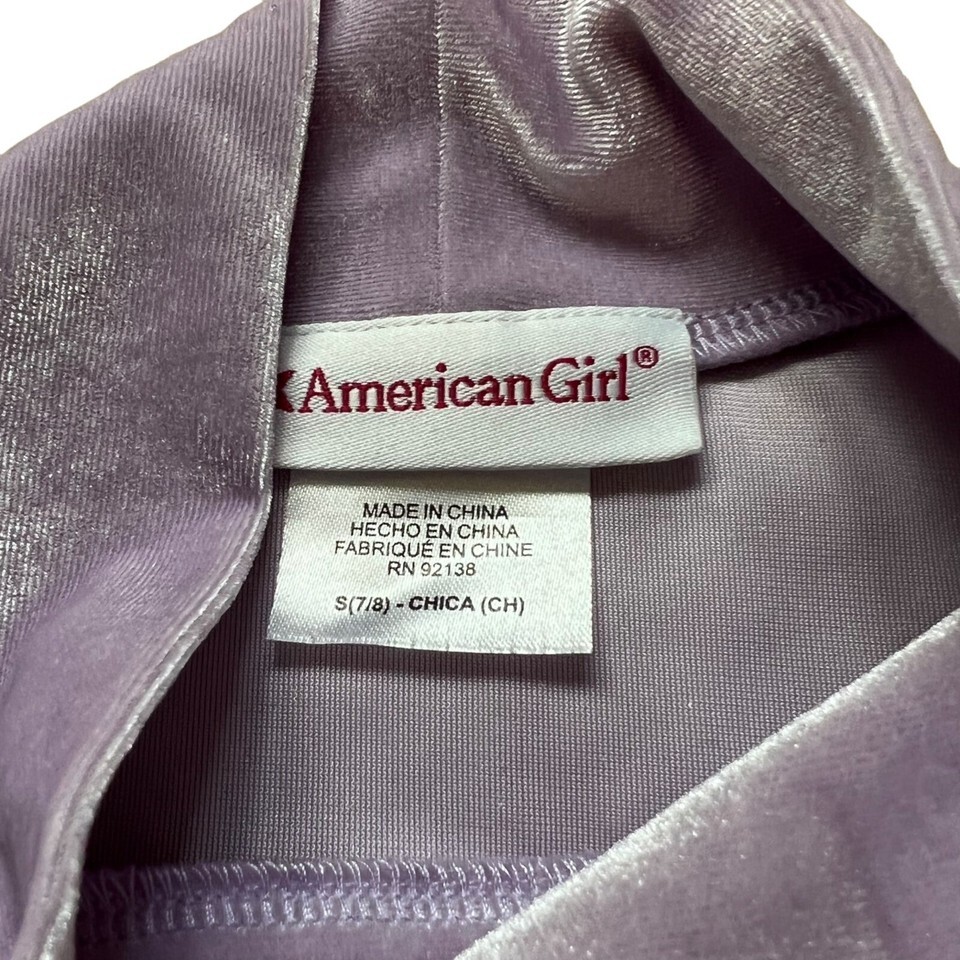 American Girl®
MADE IN CHINA
HECHO EN CHINA
FABRIQUÉ EN CHINE
RN 92138
S(7/8) - CHICA (CH)